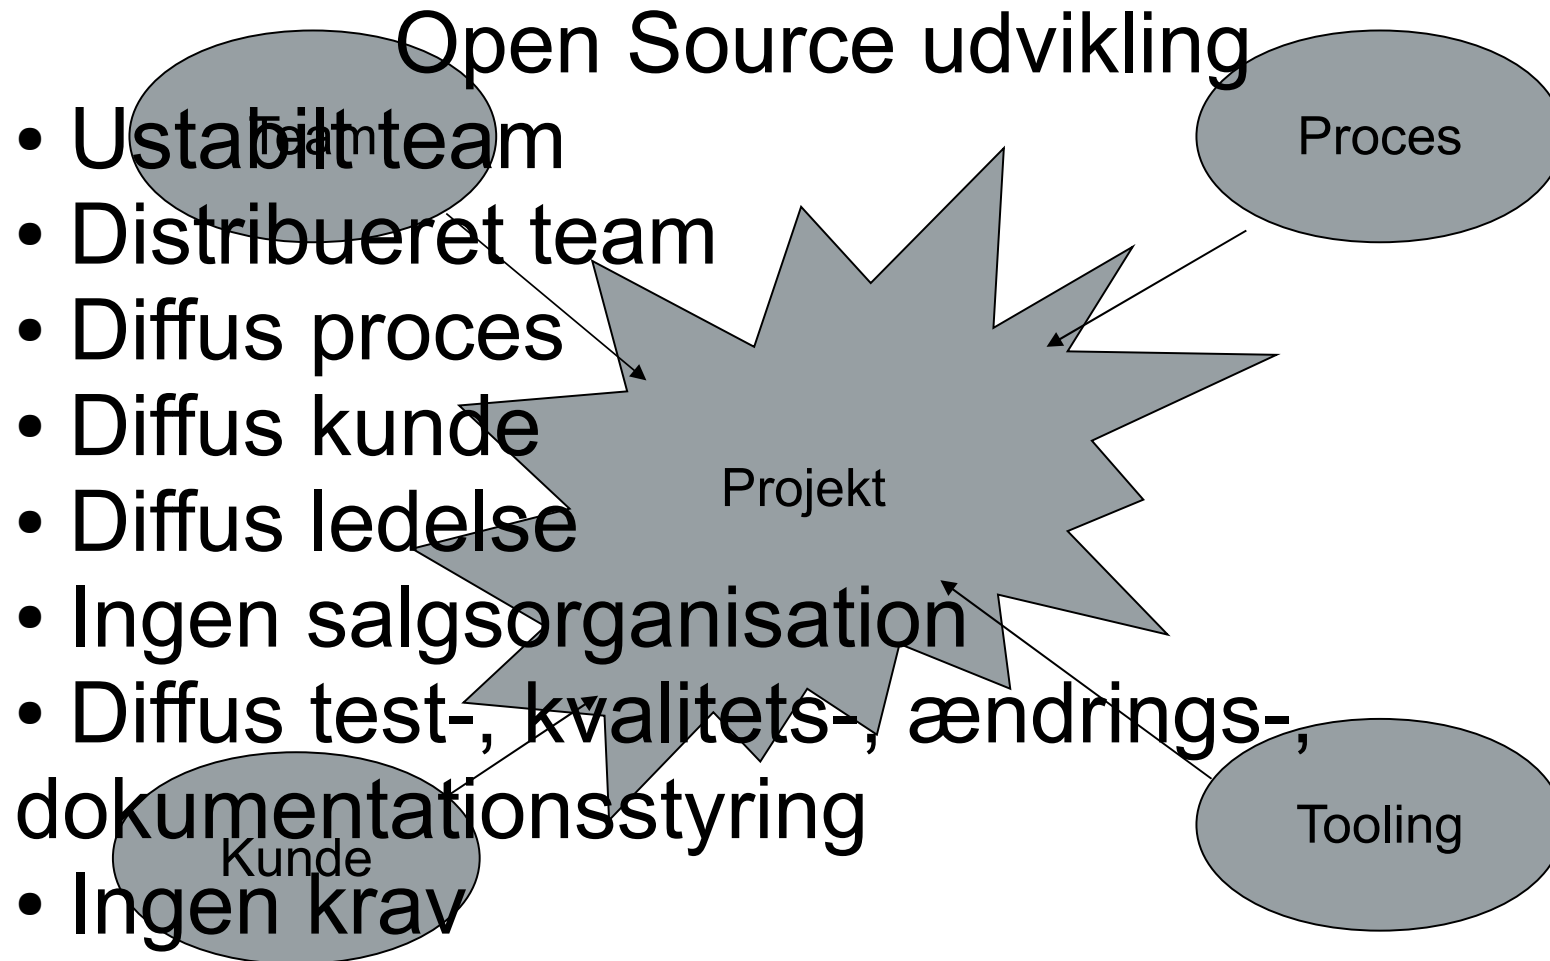 Open Source udvikling
• Ustabilt team
• Distribueret team
• Diffus proces
• Diffus kunde
• Diffus ledelse
• Ingen salgsorganisation
• Diffus test-, kvalitets-, ændrings-,
dokumentationsstyring
• Ingen krav
Team
Proces
Projekt
Kunde
Tooling